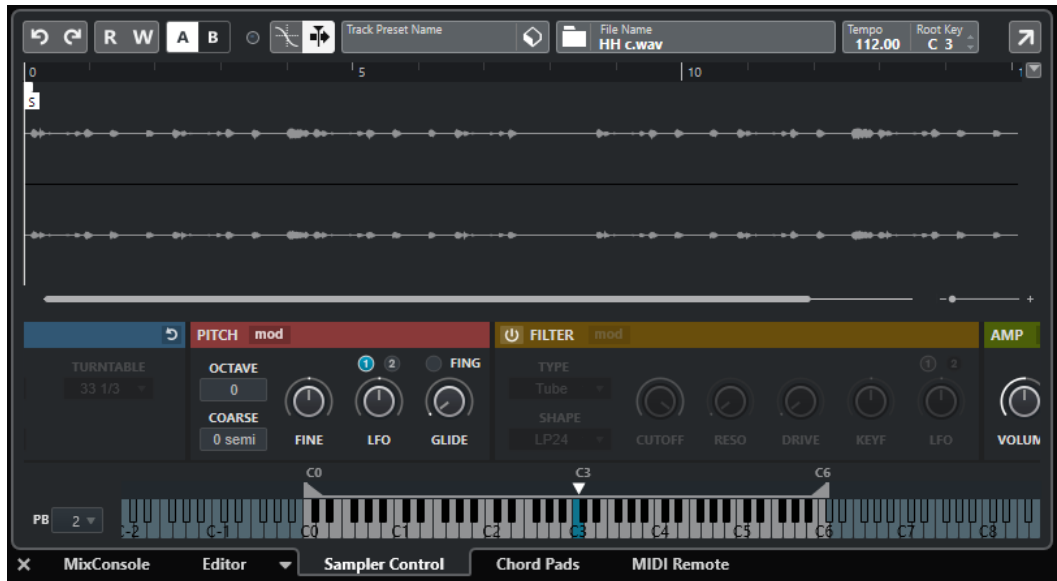 R W A B
Track Preset Name
File Name
HH c.wav
Tempo
112.00
Root Key
C 3
0 5 10 1
S
- +
PITCH mod
FILTER mod
AMP
TURNTABLE
33 1/3
OCTAVE
0
COARSE
0 semi
1 2
FING
FINE LFO GLIDE
TYPE
Tube
SHAPE
LP24
1 2
CUTOFF RESO DRIVE KEYF LFO
VOLUM
C0 C3 C6
PB 2
C-2 C-1 C0 C1 C2 C3 C4 C5 C6 C7 C8
MixConsole Editor Sampler Control Chord Pads MIDI Remote